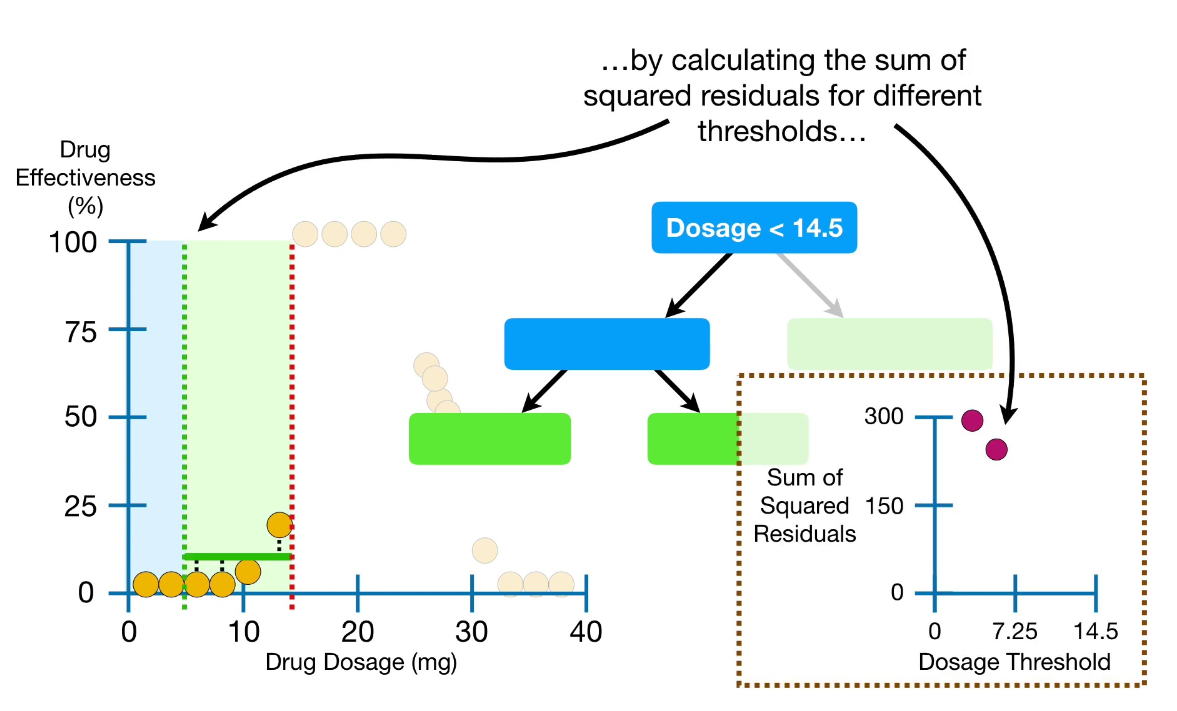 …by calculating the sum of
squared residuals for different
thresholds…
Drug
Effectiveness
(%)
100
75
50
25
0
0 10 20 30 40
Drug Dosage (mg)
Dosage < 14.5
300
150
0
Sum of
Squared
Residuals
0 7.25 14.5
Dosage Threshold